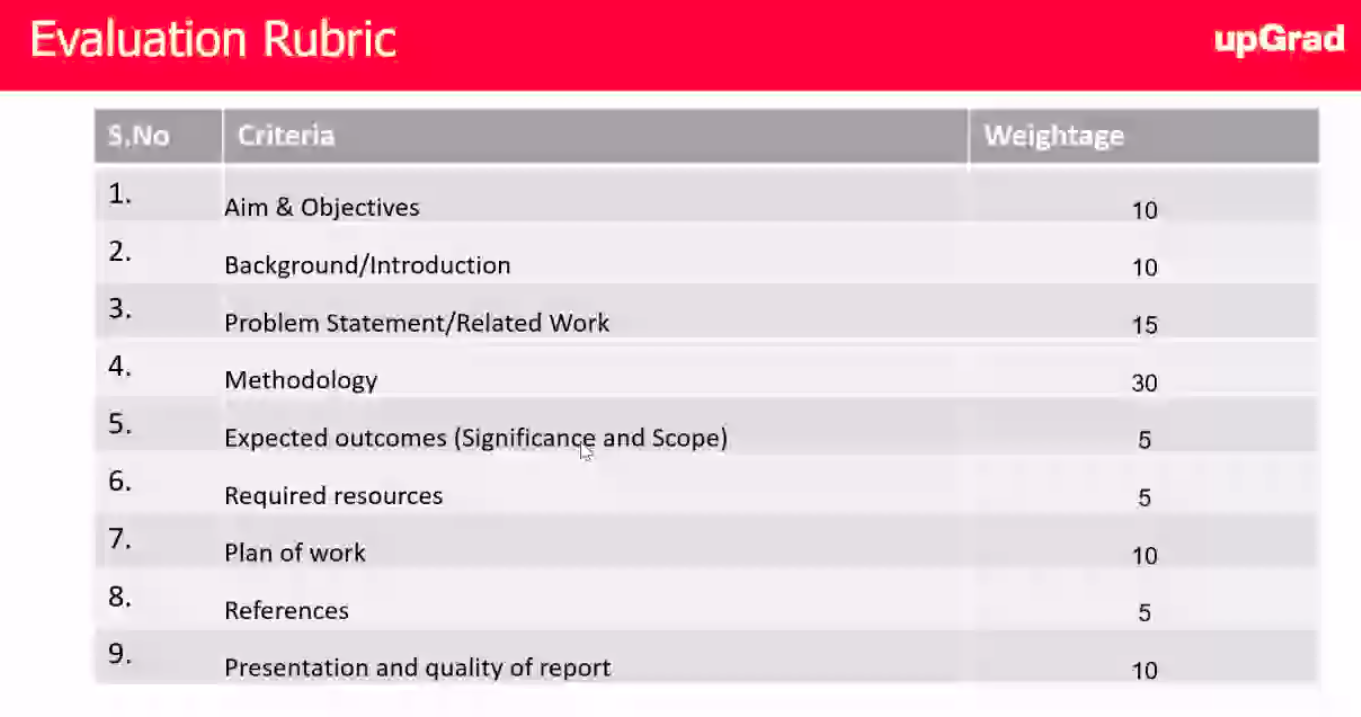 Evaluation Rubric
upGrad
S.No Criteria Weightage
1. Aim & Objectives 10
2. Background/Introduction 10
3. Problem Statement/Related Work 15
4. Methodology 30
5. Expected outcomes (Significance and Scope) 5
6. Required resources 5
7. Plan of work 10
8. References 5
9. Presentation and quality of report 10